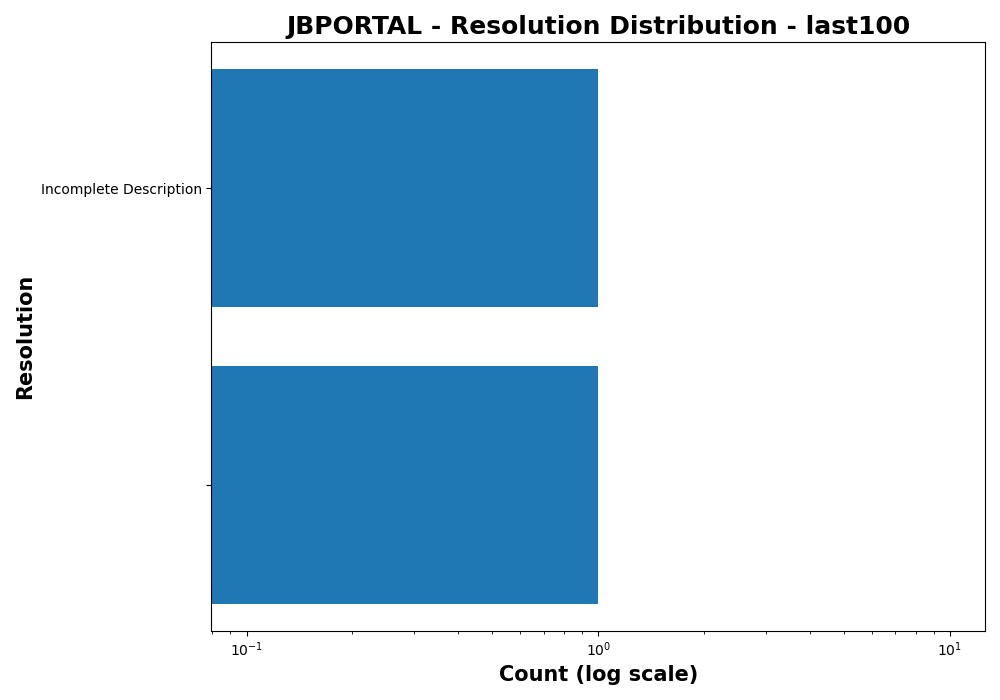 JBPORTAL - Resolution Distribution - last100
Incomplete Description
Resolution
10⁻¹
10⁰
10¹
Count (log scale)